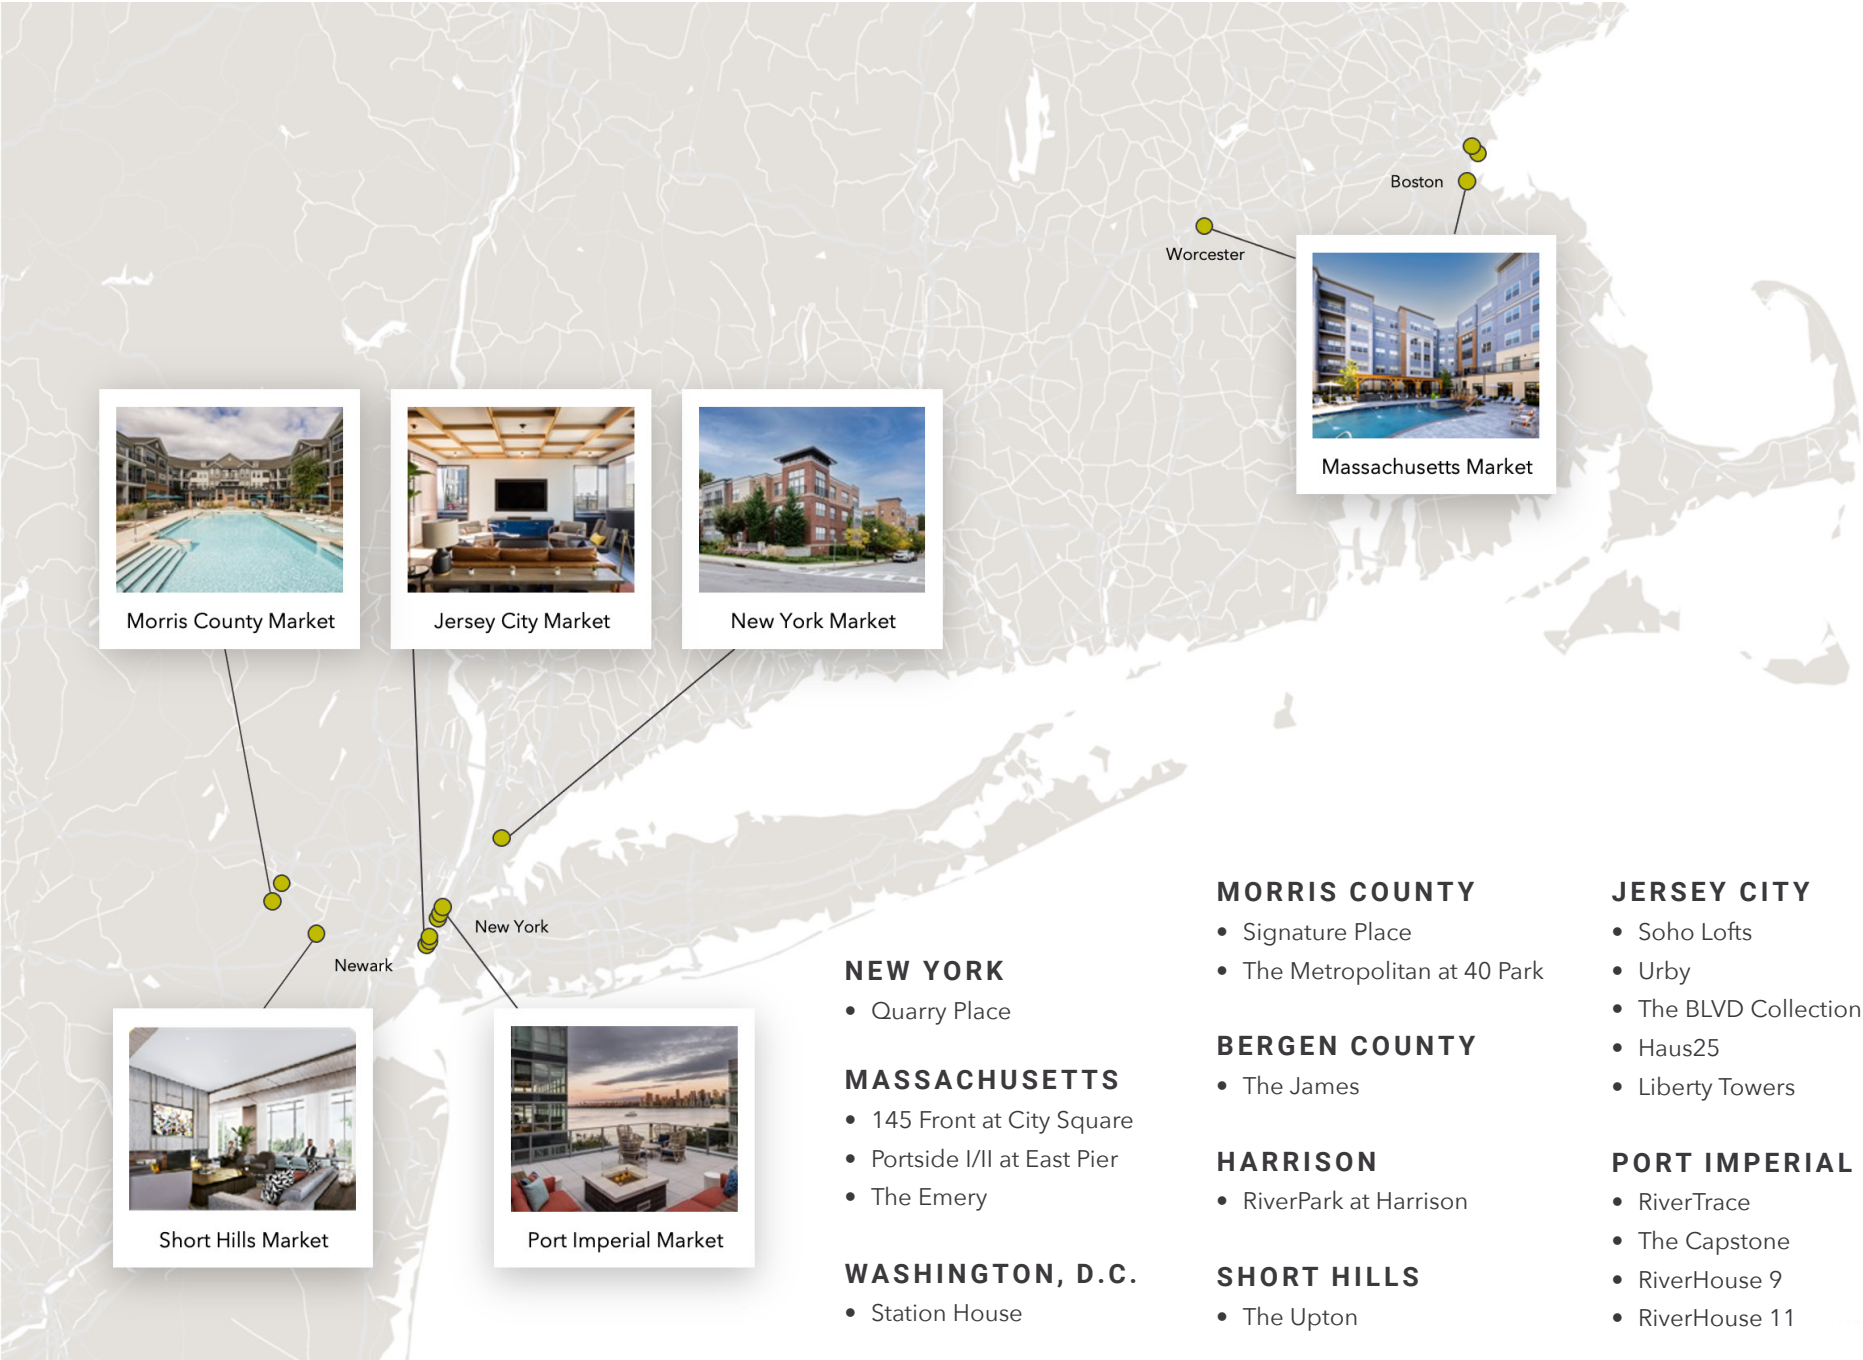 Boston
Worcester
Massachusetts Market
Morris County Market
Jersey City Market
New York Market
New York
Newark
Short Hills Market
Port Imperial Market
NEW YORK
• Quarry Place
MASSACHUSETTS
• 145 Front at City Square
• Portside I/II at East Pier
• The Emery
WASHINGTON, D.C.
• Station House
MORRIS COUNTY
• Signature Place
• The Metropolitan at 40 Park
BERGEN COUNTY
• The James
HARRISON
• RiverPark at Harrison
SHORT HILLS
• The Upton
JERSEY CITY
• Soho Lofts
• Urby
• The BLVD Collection
• Haus25
• Liberty Towers
PORT IMPERIAL
• RiverTrace
• The Capstone
• RiverHouse 9
• RiverHouse 11